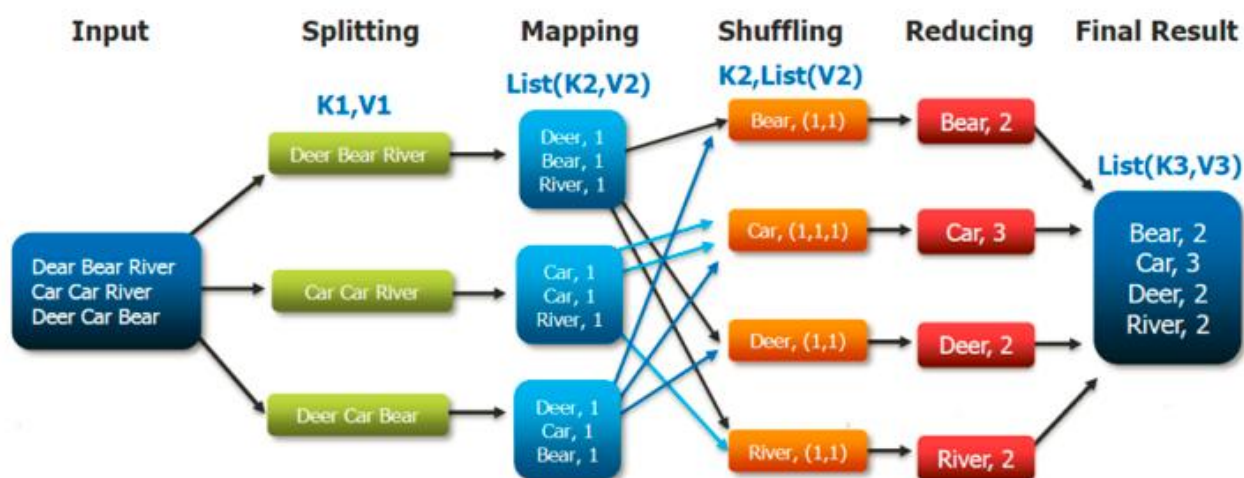 Input
Splitting
Mapping
Shuffling
Reducing
Final Result
K1,V1
List(K2,V2)
K2,List(V2)
List(K3,V3)
Dear Bear River
Car Car River
Deer Car Bear
Deer Bear River
Car Car River
Deer Car Bear
Deer, 1
Bear, 1
River, 1
Car, 1
Car, 1
River, 1
Deer, 1
Car, 1
Bear, 1
Bear, (1,1)
Car, (1,1,1)
Deer, (1,1)
River, (1,1)
Bear, 2
Car, 3
Deer, 2
River, 2
Bear, 2
Car, 3
Deer, 2
River, 2